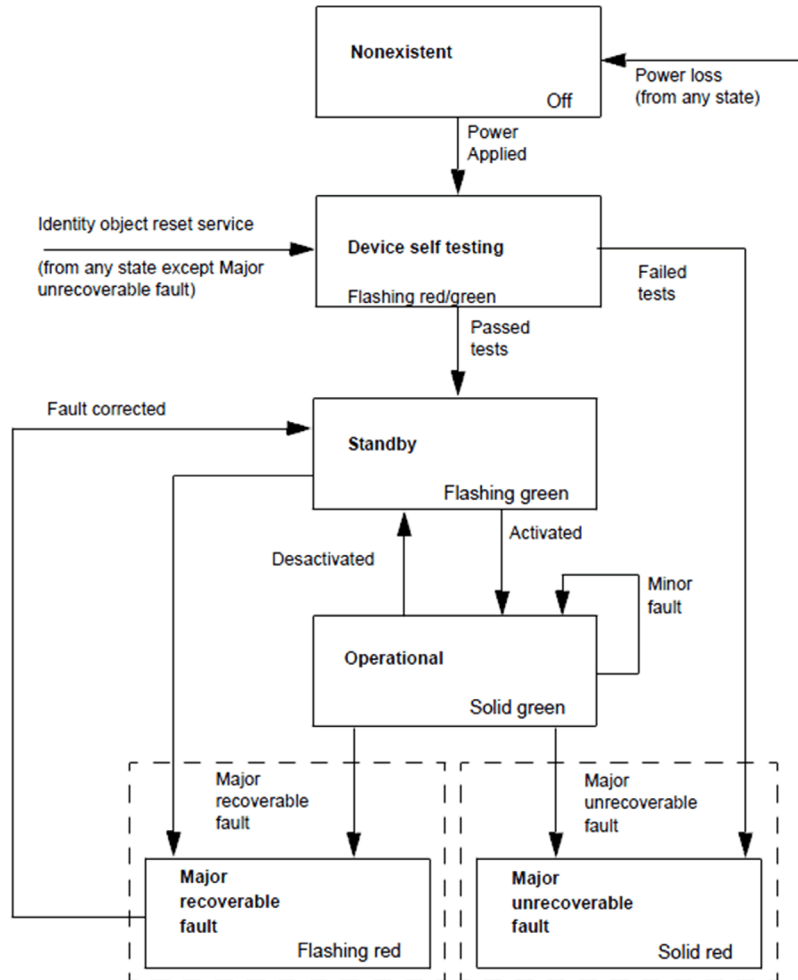 Nonexistent
Off
Power loss
(from any state)
Power
Applied
Identity object reset service
(from any state except Major
unrecoverable fault)
Device self testing
Flashing red/green
Failed
tests
Passed
tests
Fault corrected
Standby
Flashing green
Desactivated
Activated
Minor
fault
Operational
Solid green
Major
recoverable
fault
Major
unrecoverable
fault
Major
recoverable
fault
Flashing red
Major
unrecoverable
fault
Solid red